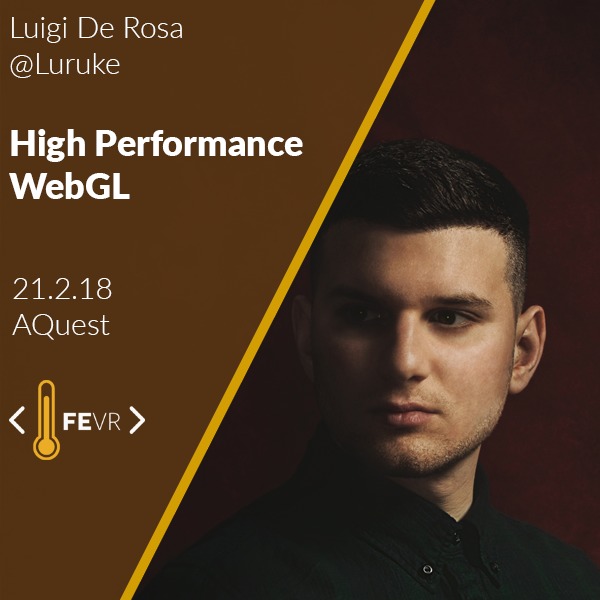 Luigi De Rosa
@Luruke
High Performance
WebGL
21.2.18
AQuest
FEVR